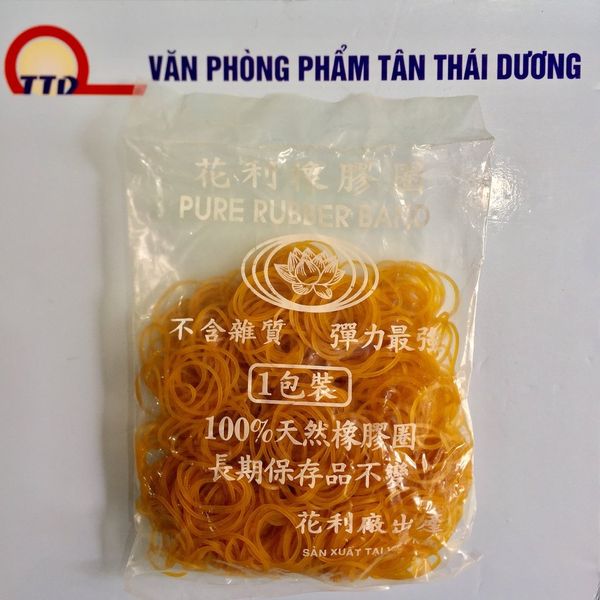 TTD
VĂN PHÒNG PHẨM TÂN THÁI DƯƠNG
花利橡膠圈
PURE RUBBER BAND
不含雜質 彈力最強
1包裝
100%天然橡膠圈
長期保存品不變
花利廠出產
SẢN XUẤT TẠI